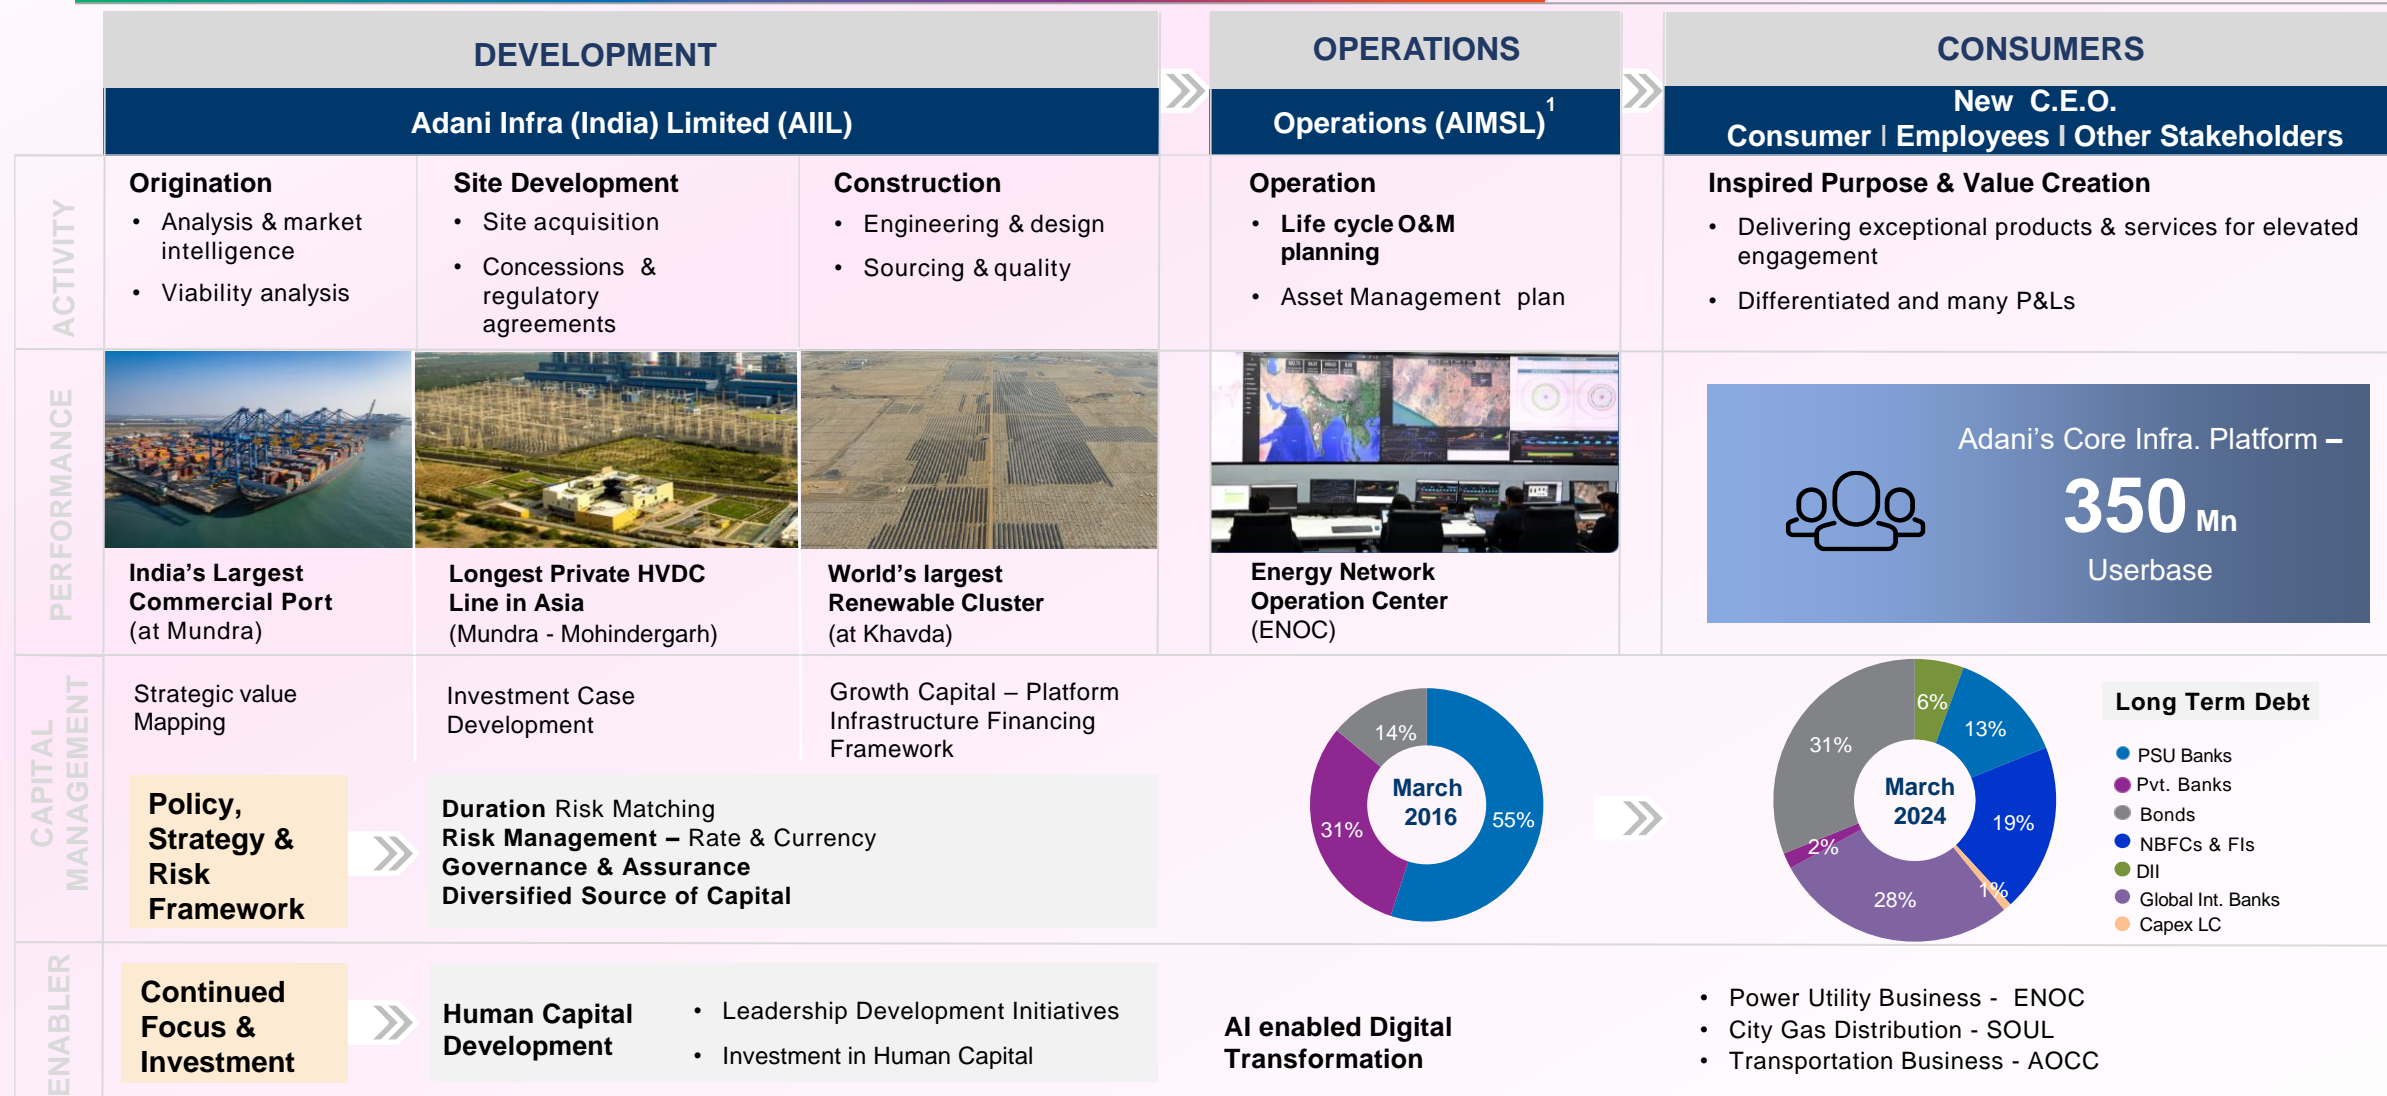 DEVELOPMENT
OPERATIONS
CONSUMERS
Adani Infra (India) Limited (AIIL)
Operations (AIMSL)1
New C.E.O.
Consumer I Employees I Other Stakeholders
ACTIVITY
Origination
• Analysis & market
intelligence
• Viability analysis
Site Development
• Site acquisition
• Concessions &
regulatory
agreements
Construction
• Engineering & design
• Sourcing & quality
Operation
• Life cycle O&M
planning
• Asset Management plan
Inspired Purpose & Value Creation
• Delivering exceptional products & services for elevated
engagement
• Differentiated and many P&Ls
PERFORMANCE
India’s Largest
Commercial Port
(at Mundra)
Longest Private HVDC
Line in Asia
(Mundra - Mohindergarh)
World’s largest
Renewable Cluster
(at Khavda)
Energy Network
Operation Center
(ENOC)
Adani’s Core Infra. Platform –
350 Mn
Userbase
CAPITAL
MANAGEMENT
Strategic value
Mapping
Investment Case
Development
Growth Capital – Platform
Infrastructure Financing
Framework
Policy,
Strategy &
Risk
Framework
Duration Risk Matching
Risk Management – Rate & Currency
Governance & Assurance
Diversified Source of Capital
14%
31%
55%
March
2016
6%
13%
31%
19%
2%
1%
28%
March
2024
Long Term Debt
PSU Banks
Pvt. Banks
Bonds
NBFCs & FIs
DII
Global Int. Banks
Capex LC
ENABLER
Continued
Focus &
Investment
Human Capital
Development
• Leadership Development Initiatives
• Investment in Human Capital
AI enabled Digital
Transformation
• Power Utility Business - ENOC
• City Gas Distribution - SOUL
• Transportation Business - AOCC